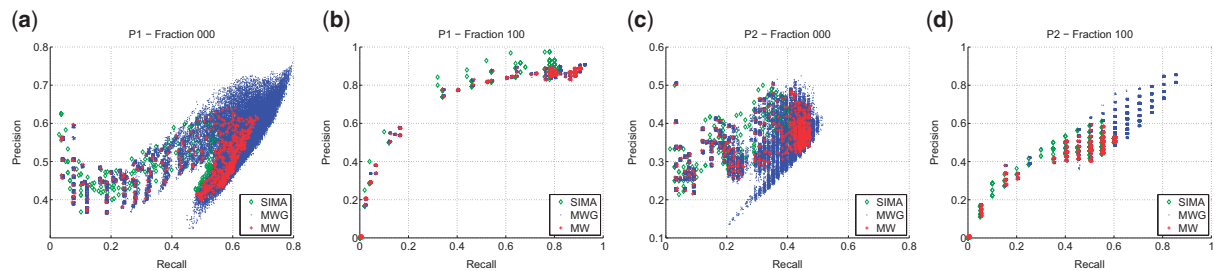 (a)
P1 − Fraction 000
Precision
0.8
0.7
0.6
0.5
0.4
0
0.2
0.4
0.6
0.8
Recall
SIMA
MWG
MW
(b)
P1 − Fraction 100
Precision
1
0.8
0.6
0.4
0.2
0
0
0.2
0.4
0.6
0.8
1
Recall
SIMA
MWG
MW
(c)
P2 − Fraction 000
Precision
0.6
0.5
0.4
0.3
0.2
0.1
0
0.2
0.4
0.6
0.8
Recall
SIMA
MWG
MW
(d)
P2 − Fraction 100
Precision
1
0.8
0.6
0.4
0.2
0
0
0.2
0.4
0.6
0.8
1
Recall
SIMA
MWG
MW